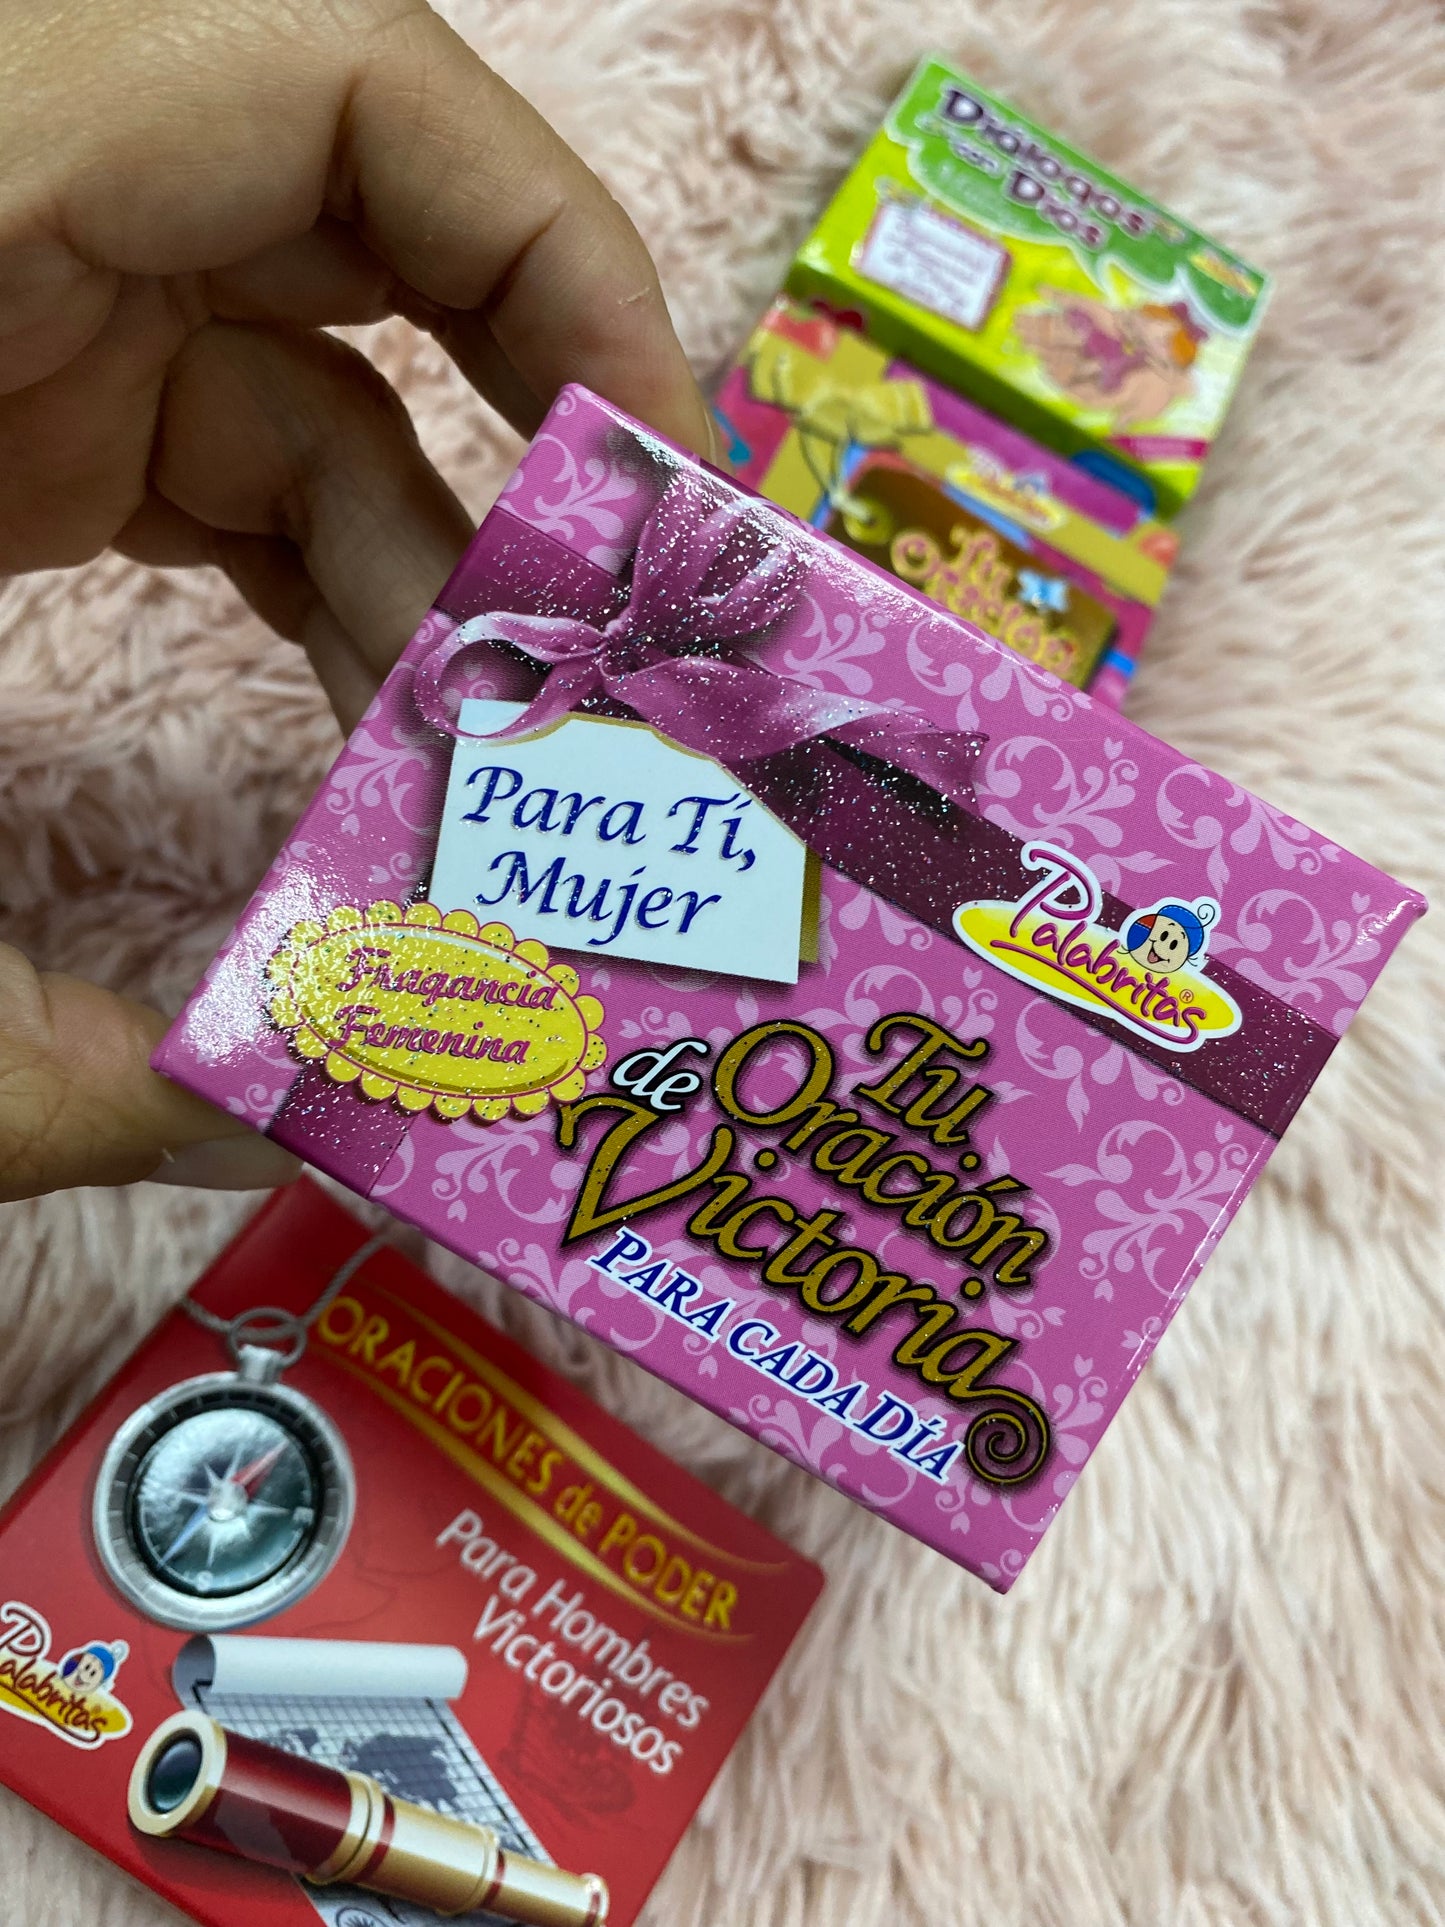 Diálogos
con Dios
Tu
Oración
Para Tí,
Mujer
Palabritas®
Fragancia
Femenina
Tu
Oración
de Victoria
PARA CADA DÍA
ORACIONES de PODER
Para Hombres
Victoriosos
Palabritas